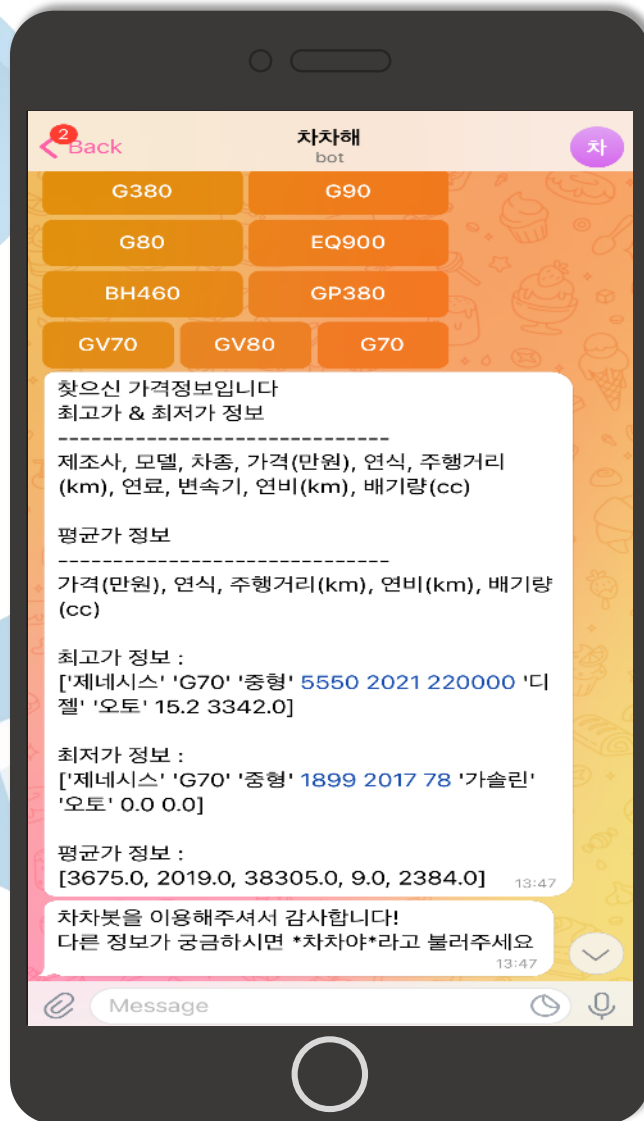 2
Back
차차해
bot
차
G380
G90
G80
EQ900
BH460
GP380
GV70
GV80
G70
찾으신 가격정보입니다
최고가 & 최저가 정보
--------------------------------
제조사, 모델, 차종, 가격(만원), 연식, 주행거리
(km), 연료, 변속기, 연비(km), 배기량(cc)
평균가 정보
--------------------------------
가격(만원), 연식, 주행거리(km), 연비(km), 배기량
(cc)
최고가 정보 :
['제네시스' 'G70' '중형' 5550 2021 220000 '디
젤' '오토' 15.2 3342.0]
최저가 정보 :
['제네시스' 'G70' '중형' 1899 2017 78 '가솔린'
'오토' 0.0 0.0]
평균가 정보 :
[3675.0, 2019.0, 38305.0, 9.0, 2384.0]
13:47
차차봇을 이용해주셔서 감사합니다!
다른 정보가 궁금하시면 *차차야*라고 불러주세요
13:47
Message